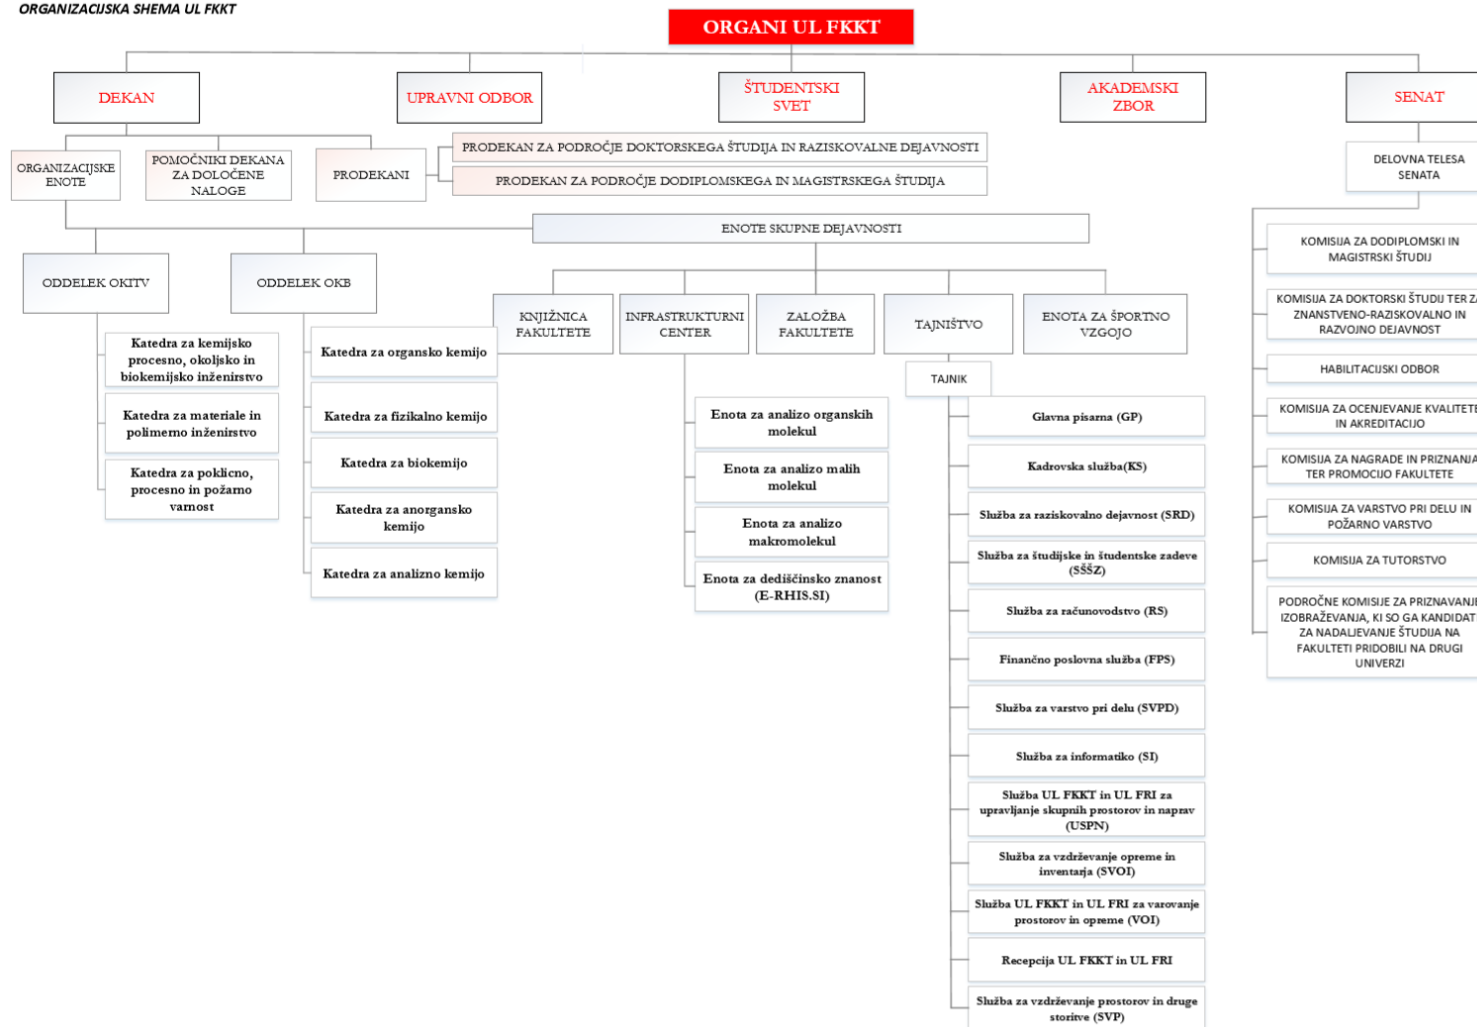 ORGANIZACIJSKA SHEMA UL FKKT
ORGANI UL FKKT
DEKAN
UPRAVNI ODBOR
ŠTUDENTSKI
SVET
AKADEMSKI
ZBOR
SENAT
ORGANIZACIJSKE
ENOTE
POMOČNIKI DEKANA
ZA DOLOČENE
NALOGE
PRODEKANI
PRODEKAN ZA PODROČJE DOKTORSKEGA ŠTUDIJA IN RAZISKOVALNE DEJAVNOSTI
PRODEKAN ZA PODROČJE DODIPLOMSKEGA IN MAGISTRSKEGA ŠTUDIJA
DELOVNA TELESA
SENATA
ENOTE SKUPNE DEJAVNOSTI
ODDELEK OKITV
ODDELEK OKB
KNJIŽNICA
FAKULTETE
INFRASTRUKTURNI
CENTER
ZALOŽBA
FAKULTETE
TAJNIŠTVO
ENOTA ZA ŠPORTNO
VZGOJO
Katedra za kemijsko
procesno, okoljsko in
biokemijsko inženirstvo
Katedra za materiale in
polimerno inženirstvo
Katedra za poklicno,
procesno in požarno
varnost
Katedra za organsko kemijo
Katedra za fizikalno kemijo
Katedra za biokemijo
Katedra za anorgansko
kemijo
Katedra za analizno kemijo
Enota za analizo organskih
molekul
Enota za analizo malih
molekul
Enota za analizo
makromolekul
Enota za dediščinsko znanost
(E-RHIS.SI)
TAJNIK
Glavna pisarna (GP)
Kadrovska služba(KS)
Služba za raziskovalno dejavnost (SRD)
Služba za študijske in študentske zadeve
(SŠŠZ)
Služba za računovodstvo (RS)
Finančno poslovna služba (FPS)
Služba za varstvo pri delu (SVPD)
Služba za informatiko (SI)
Služba UL FKKT in UL FRI za
upravljanje skupnih prostorov in naprav
(USPN)
Služba za vzdrževanje opreme in
inventarja (SVOI)
Služba UL FKKT in UL FRI za varovanje
prostorov in opreme (VOI)
Recepcija UL FKKT in UL FRI
Služba za vzdrževanje prostorov in druge
storitve (SVP)
KOMISIJA ZA DODIPLOMSKI IN
MAGISTRSKI ŠTUDIJ
KOMISIJA ZA DOKTORSKI ŠTUDIJ TER ZA
ZNANSTVENO-RAZISKOVALNO IN
RAZVOJNO DEJAVNOST
HABILITACIJSKI ODBOR
KOMISIJA ZA OCENJEVANJE KVALITETE
IN AKREDITACIJO
KOMISIJA ZA NAGRADE IN PRIZNANJA
TER PROMOCIJO FAKULTETE
KOMISIJA ZA VARSTVO PRI DELU IN
POŽARNO VARSTVO
KOMISIJA ZA TUTORSTVO
PODROČNE KOMISIJE ZA PRIZNAVANJE
IZOBRAŽEVANJA, KI SO GA KANDIDATI
ZA NADALJEVANJE ŠTUDIJA NA
FAKULTETI PRIDOBILI NA DRUGI
UNIVERZI